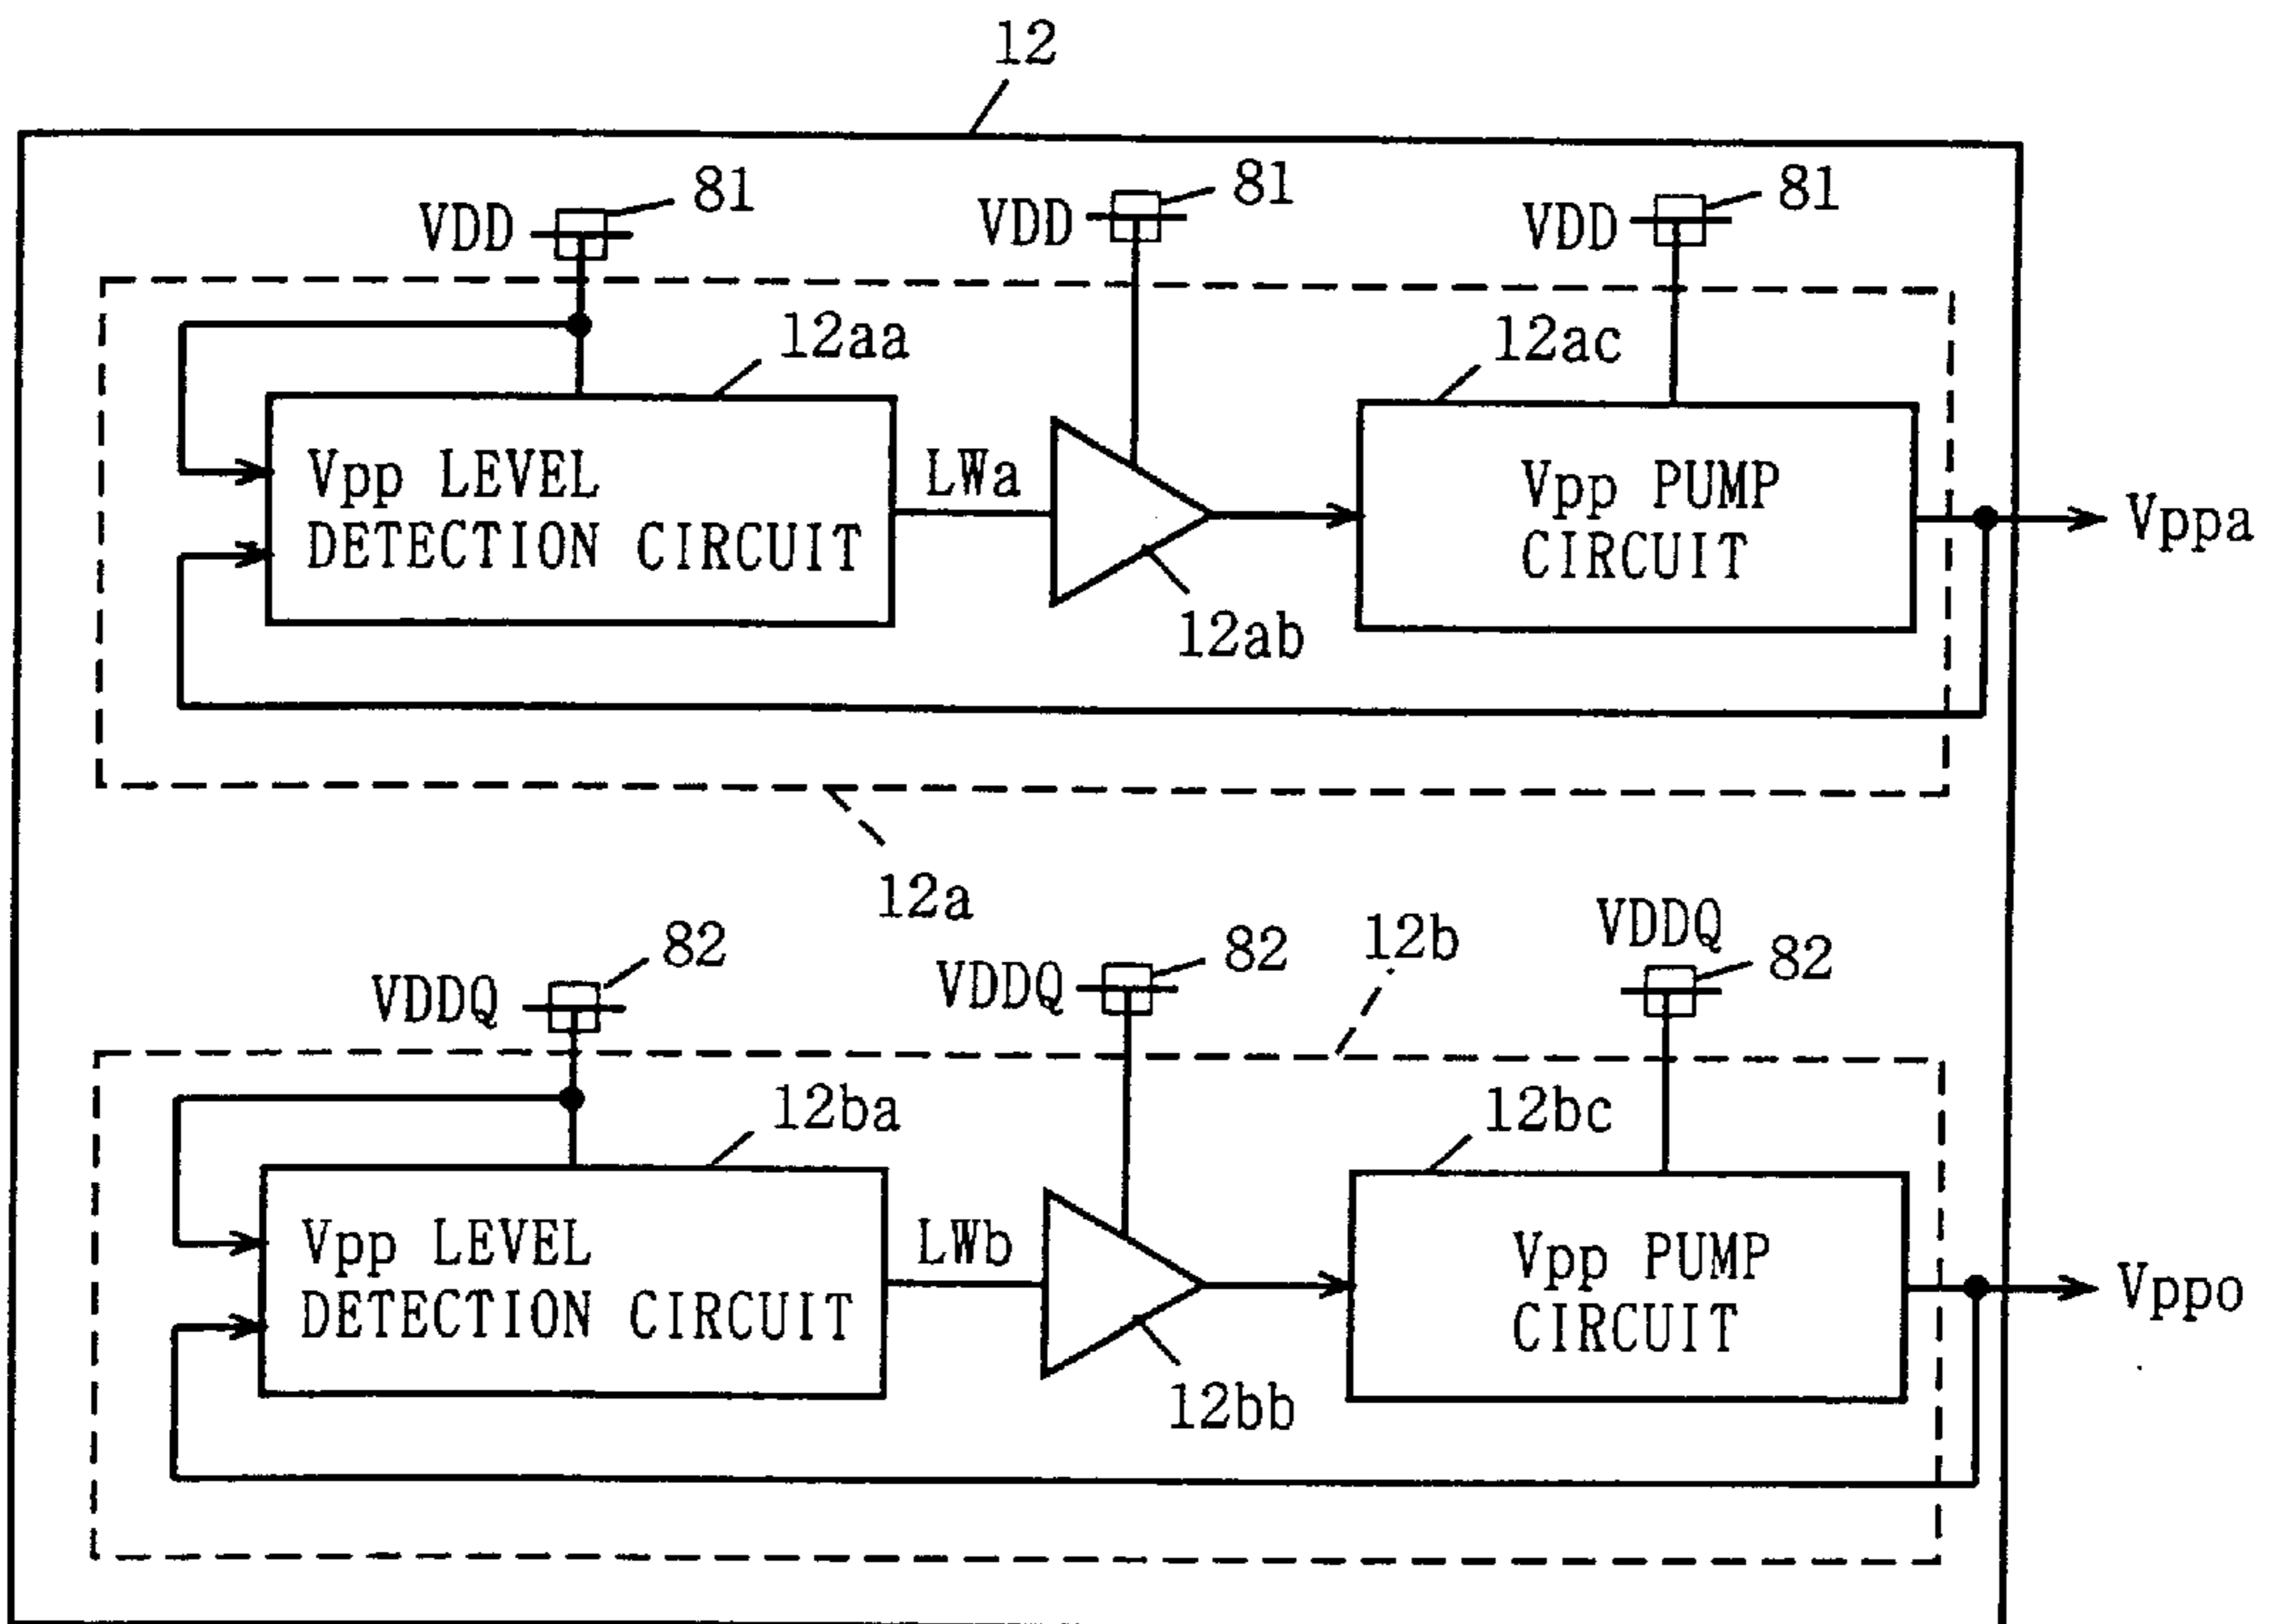 12
VDD 81
VDD 81
VDD 81
12aa
12ac
Vpp LEVEL
DETECTION CIRCUIT
LWa
12ab
Vpp PUMP
CIRCUIT
Vppa
12a
VDDQ 82
VDDQ 82
12b
VDDQ
82
12ba
12bc
Vpp LEVEL
DETECTION CIRCUIT
LWb
12bb
Vpp PUMP
CIRCUIT
Vppo